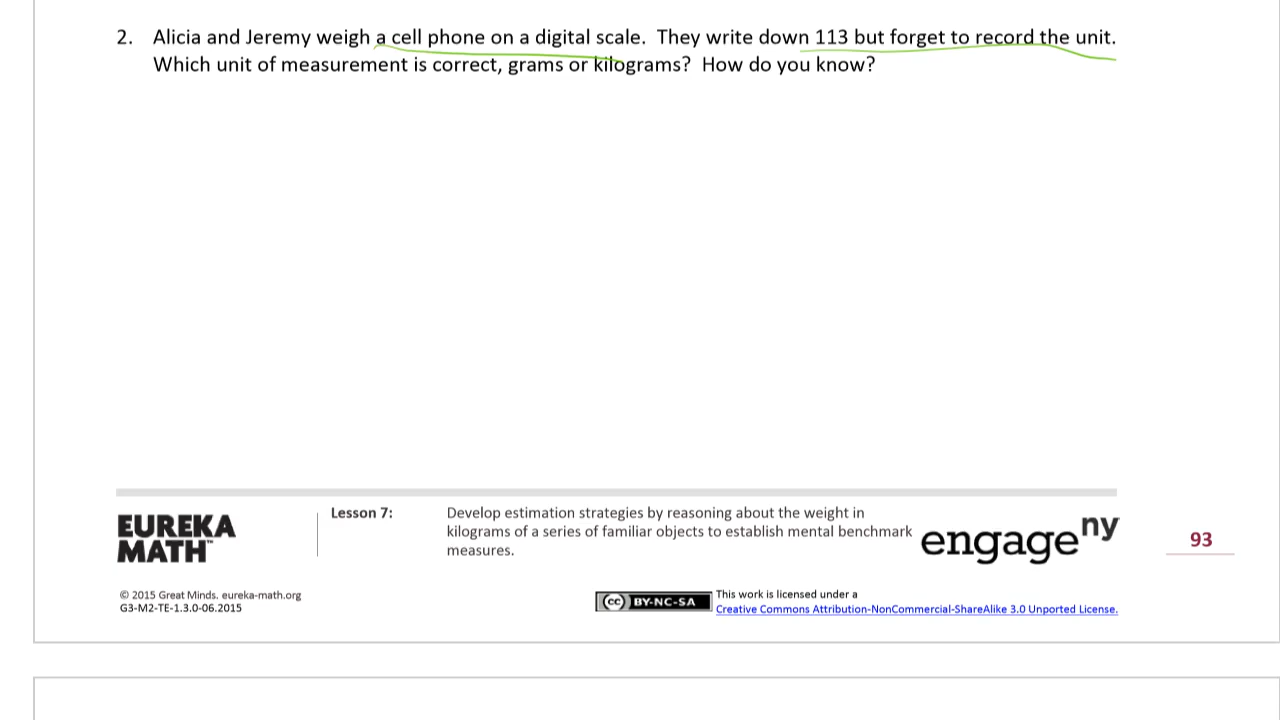 2. Alicia and Jeremy weigh a cell phone on a digital scale. They write down 113 but forget to record the unit.
Which unit of measurement is correct, grams or kilograms? How do you know?
EUREKA
MATH™
Lesson 7:
Develop estimation strategies by reasoning about the weight in
kilograms of a series of familiar objects to establish mental benchmark
measures.
engage ny
93
© 2015 Great Minds. eureka-math.org
G3-M2-TE-1.3.0-06.2015
cc BY-NC-SA
This work is licensed under a
Creative Commons Attribution-NonCommercial-ShareAlike 3.0 Unported License.